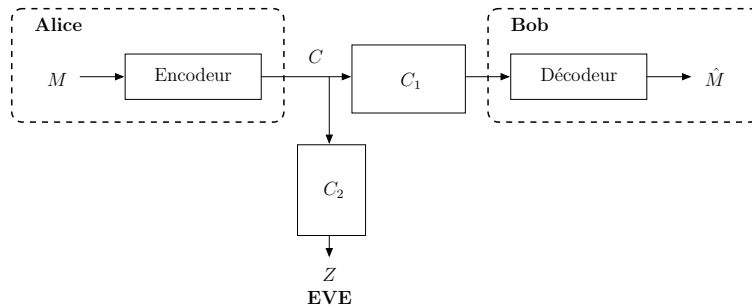 Alice
Bob
M
Encodeur
C
C₁
Décodeur
M̂
C₂
Z
EVE